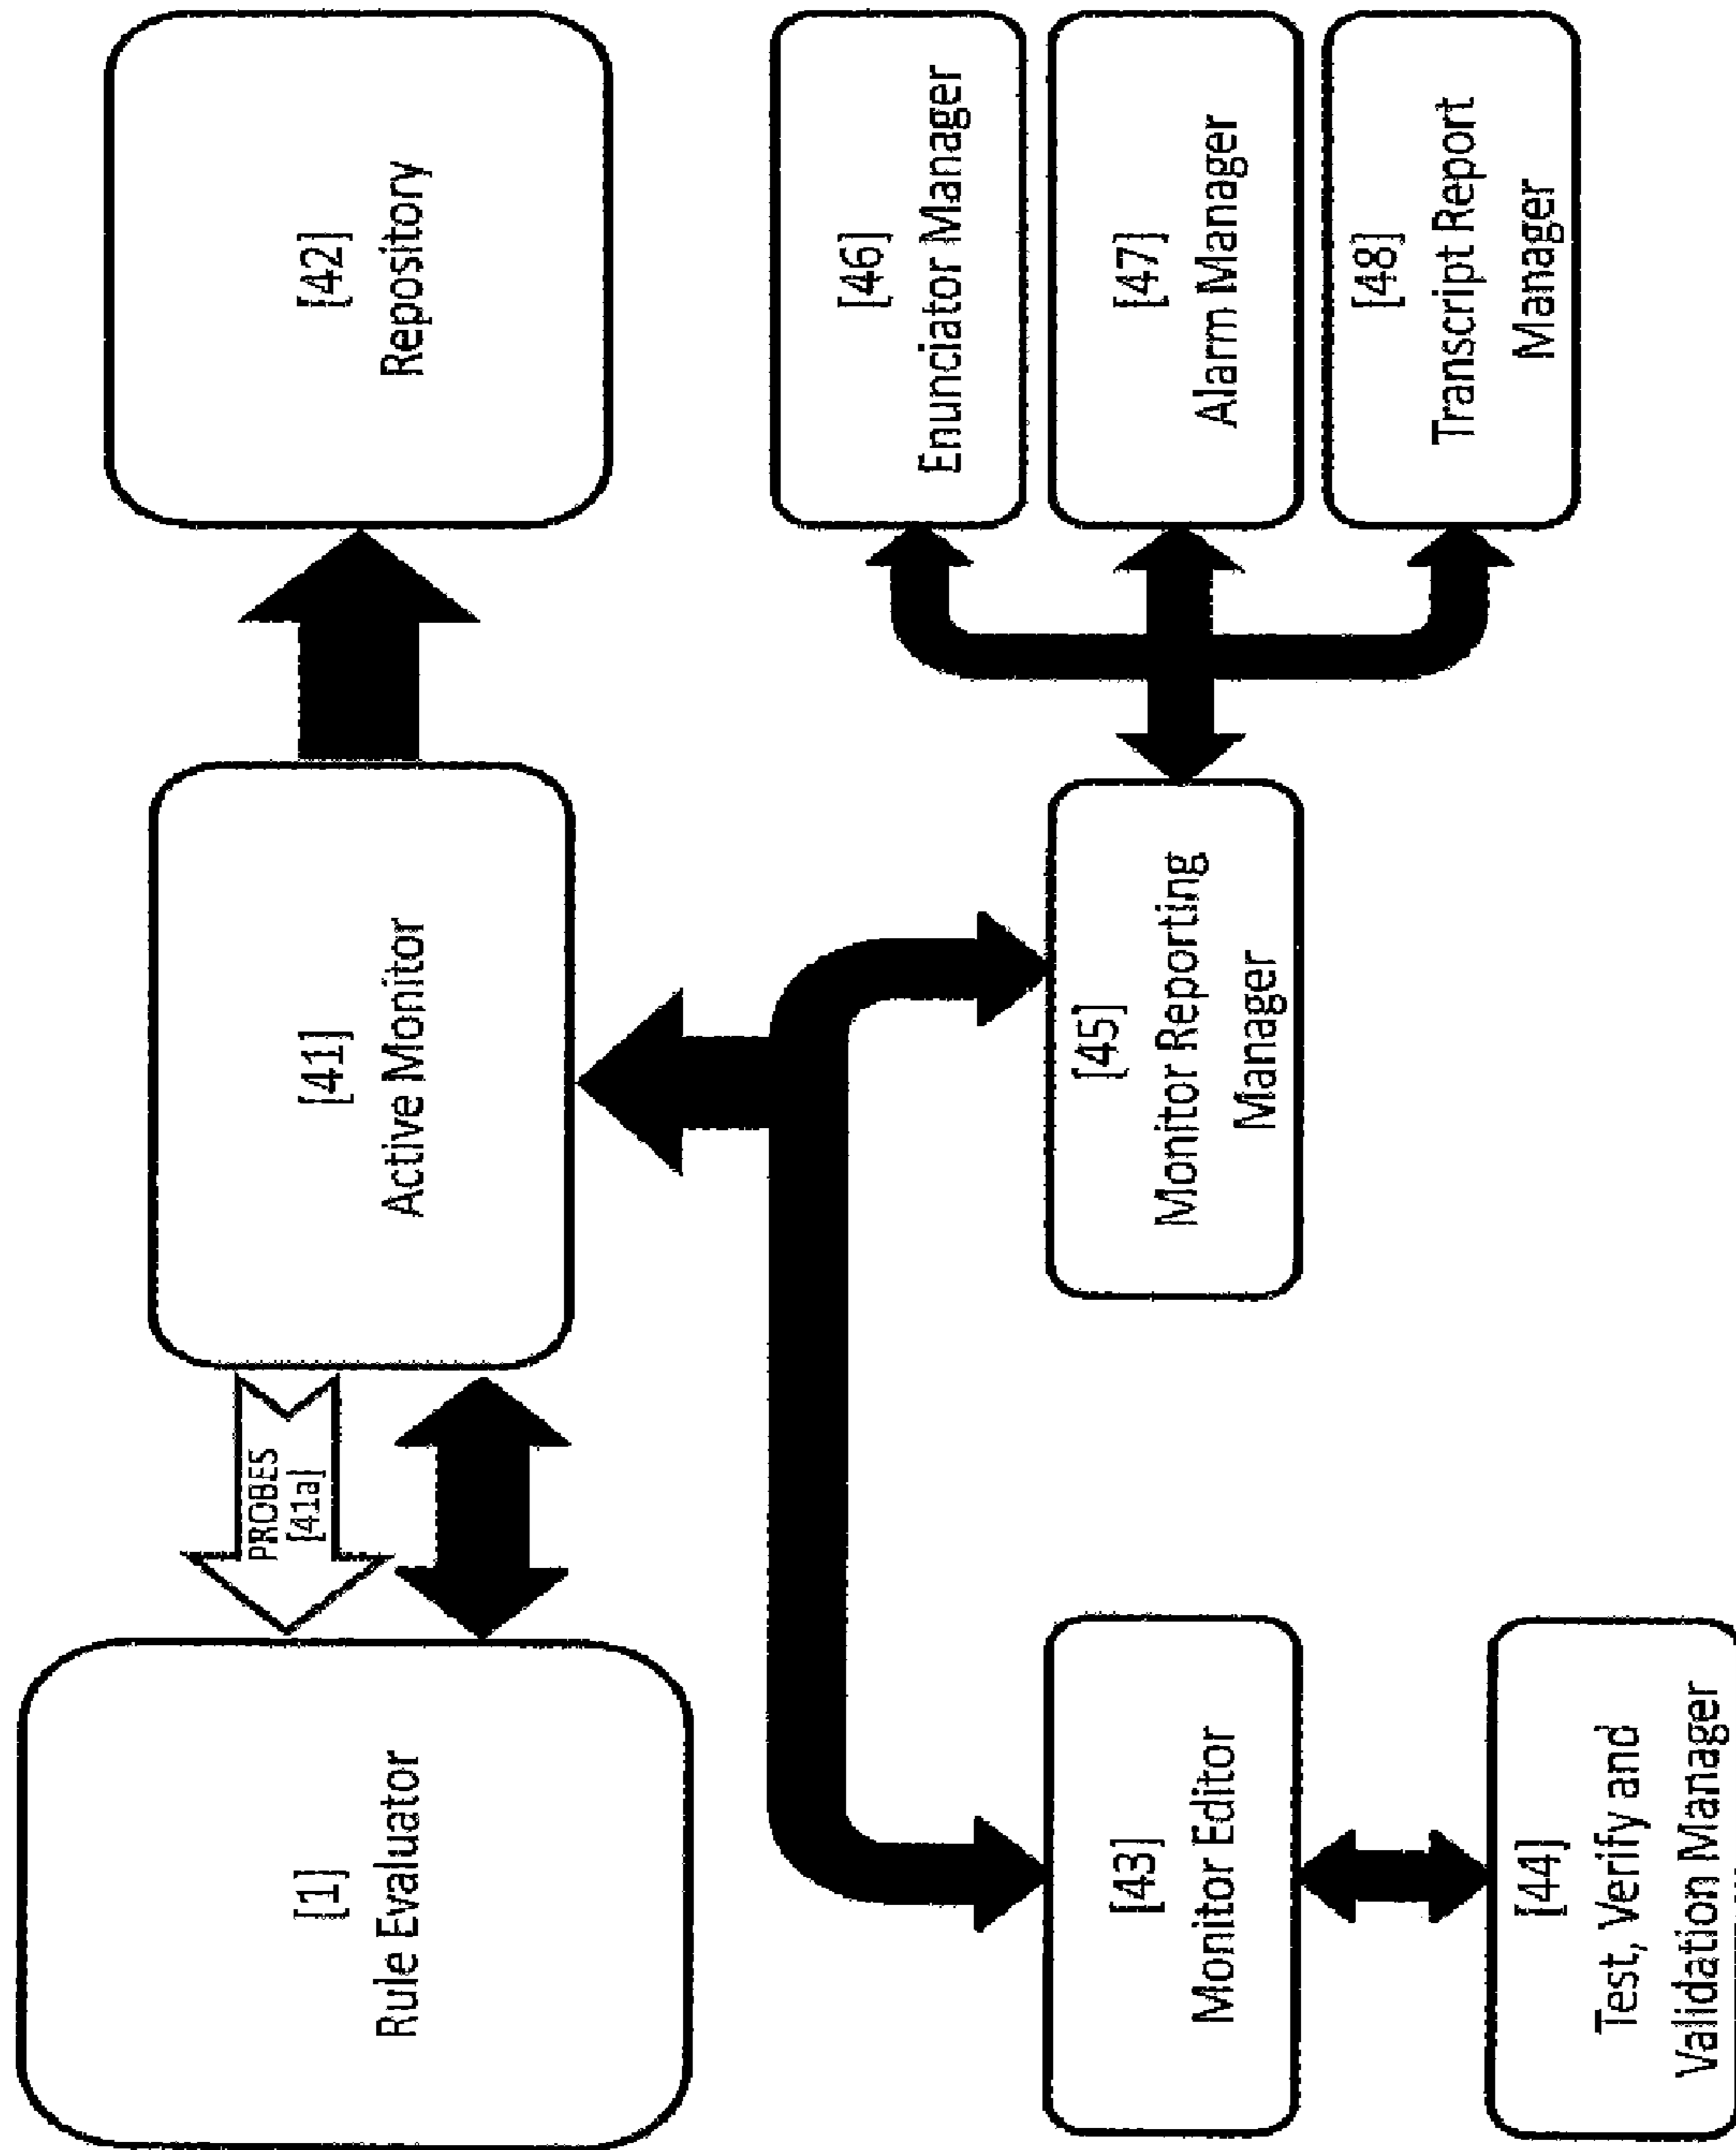 [1]
Rule Evaluator
PROBES
[41a]
[41]
Active Monitor
[42]
Repository
[43]
Monitor Editor
[44]
Test, Verify and
Validation Manager
[45]
Monitor Reporting
Manager
[46]
Enunciator Manager
[47]
Alarm Manager
[48]
Transcript Report
Manager